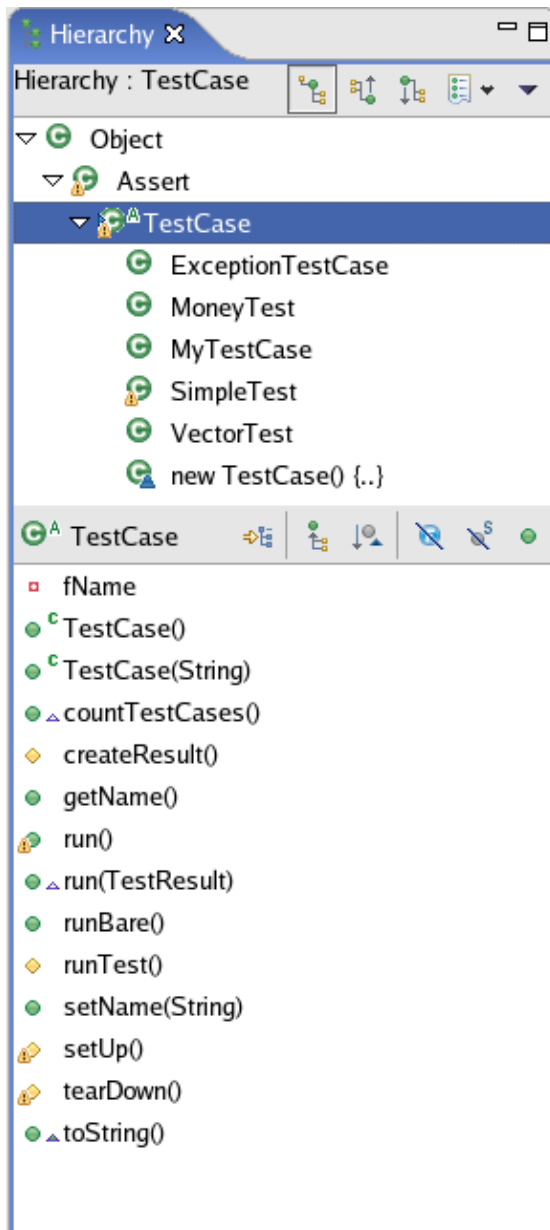 Hierarchy
Hierarchy : TestCase
Object
Assert
A TestCase
ExceptionTestCase
MoneyTest
MyTestCase
SimpleTest
VectorTest
new TestCase() {..}
A TestCase
S
fName
C TestCase()
C TestCase(String)
countTestCases()
createResult()
getName()
run()
run(TestResult)
runBare()
runTest()
setName(String)
setUp()
tearDown()
toString()